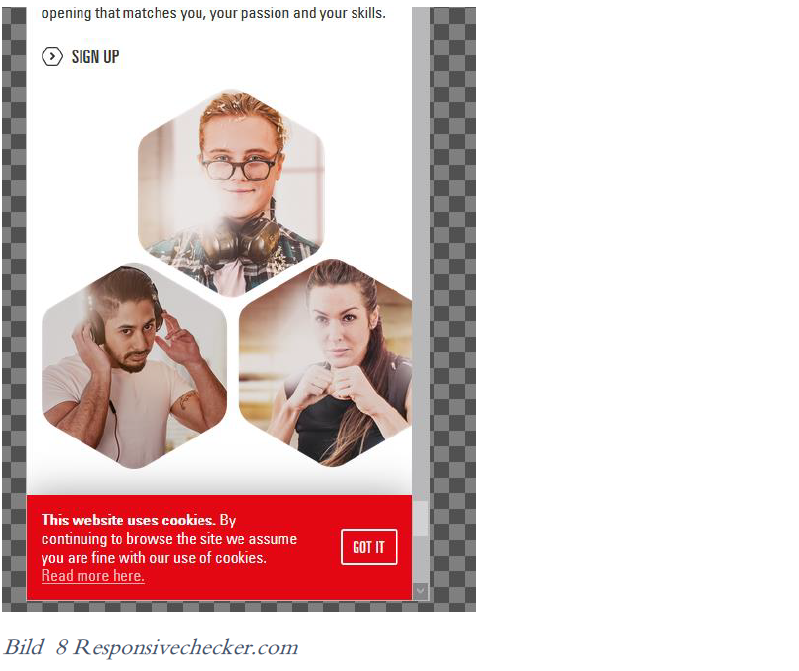 opening that matches you, your passion and your skills.
SIGN UP
This website uses cookies. By
continuing to browse the site we assume
you are fine with our use of cookies.
Read more here.
GOT IT
Bild 8 Responsivechecker.com